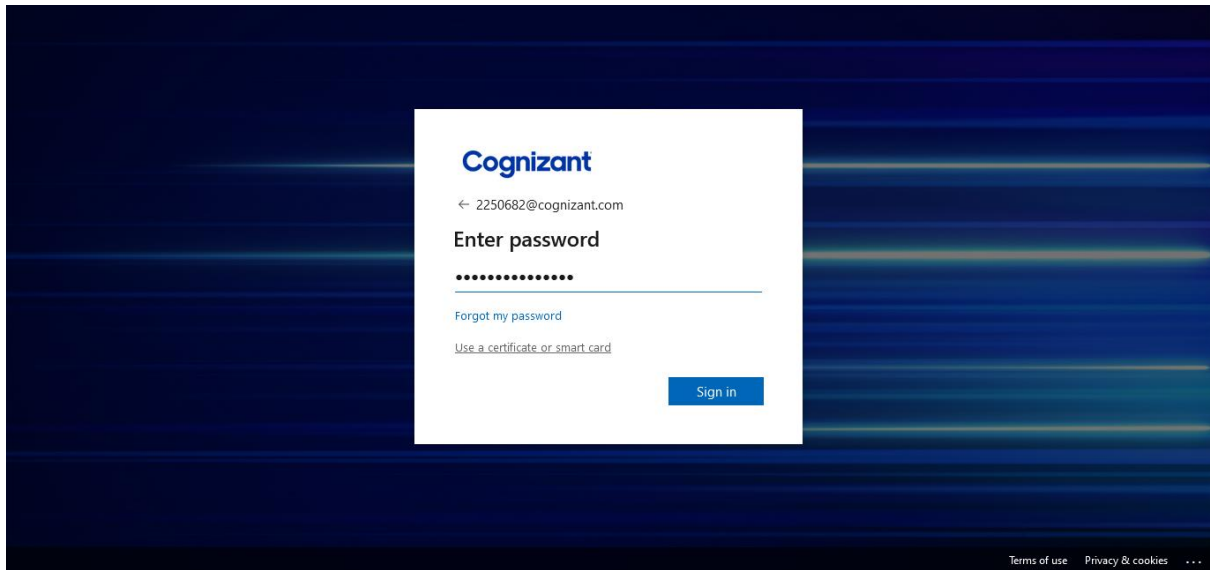 Cognizant
← 2250682@cognizant.com
Enter password
•••••••••••••••
Forgot my password
Use a certificate or smart card
Sign in
Terms of use Privacy & cookies ...